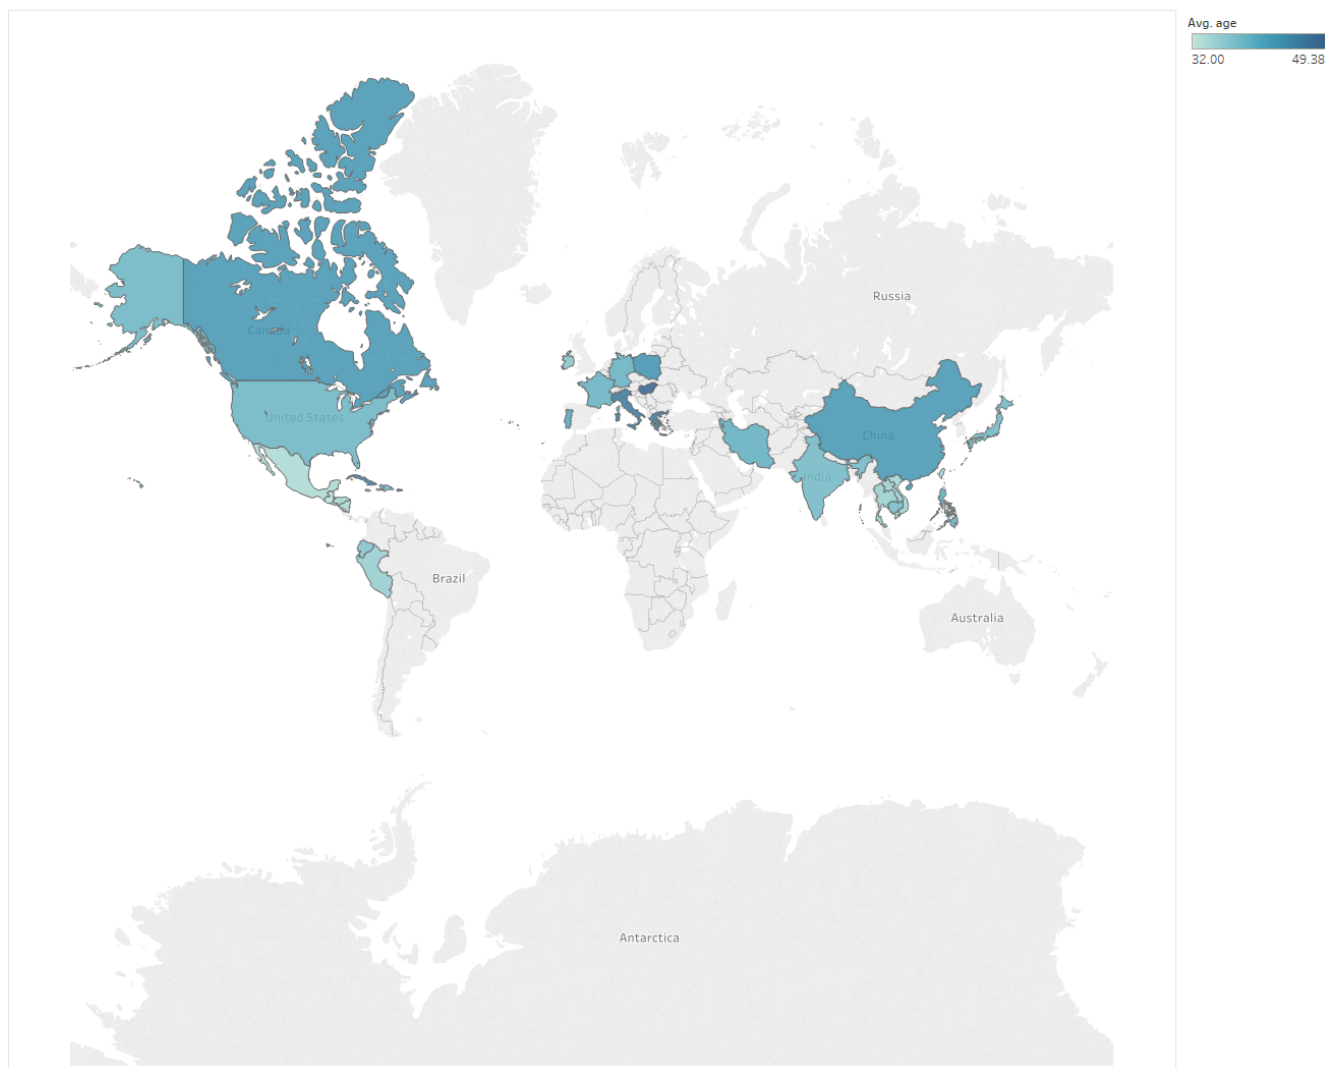 Avg. age
32.00 49.38
Russia
Canada
United States
China
India
Brazil
Australia
Antarctica